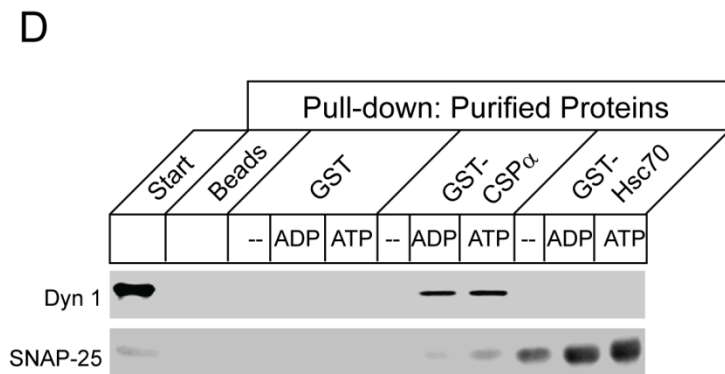 D
Pull-down: Purified Proteins
Start
Beads
GST
GST-
CSPα
GST-
Hsc70
-- ADP ATP -- ADP ATP -- ADP ATP
Dyn 1
SNAP-25